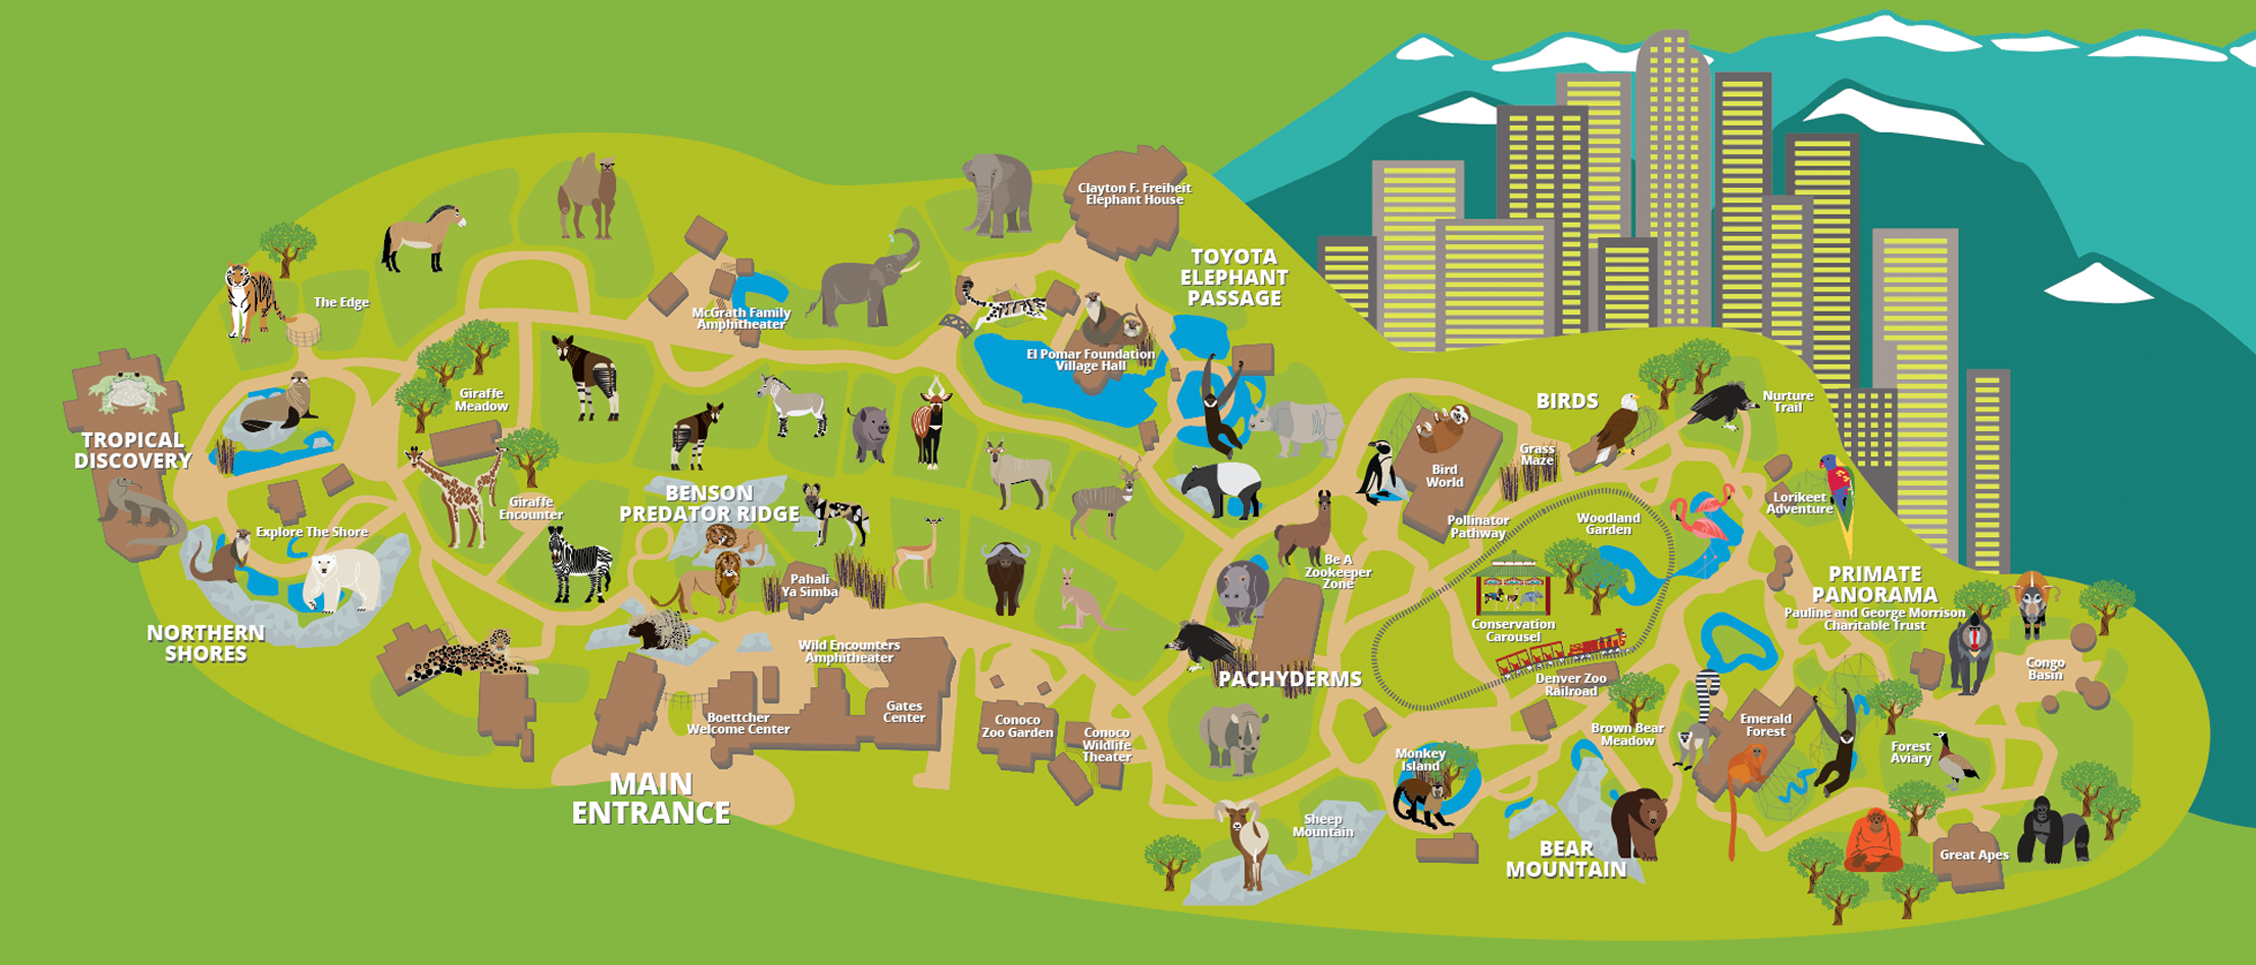 The Edge
TROPICAL
DISCOVERY
Giraffe
Meadow
Giraffe
Encounter
Explore The Shore
NORTHERN
SHORES
McGrath Family
Amphitheater
Clayton F. Freiheit
Elephant House
TOYOTA
ELEPHANT
PASSAGE
El Pomar Foundation
Village Hall
BENSON
PREDATOR RIDGE
Pahali
Ya Simba
Wild Encounters
Amphitheater
Boettcher
Welcome Center
Gates
Center
MAIN
ENTRANCE
Conoco
Zoo Garden
Conoco
Wildlife
Theater
PACHYDERMS
Be A
Zookeeper
Zone
BIRDS
Bird
World
Grass
Maze
Nurture
Trail
Pollinator
Pathway
Woodland
Garden
Lorikeet
Adventure
Conservation
Carousel
Denver Zoo
Railroad
PRIMATE
PANORAMA
Pauline and George Morrison
Charitable Trust
Congo
Basin
Emerald
Forest
Brown Bear
Meadow
Forest
Aviary
Monkey
Island
Sheep
Mountain
BEAR
MOUNTAIN
Great Apes